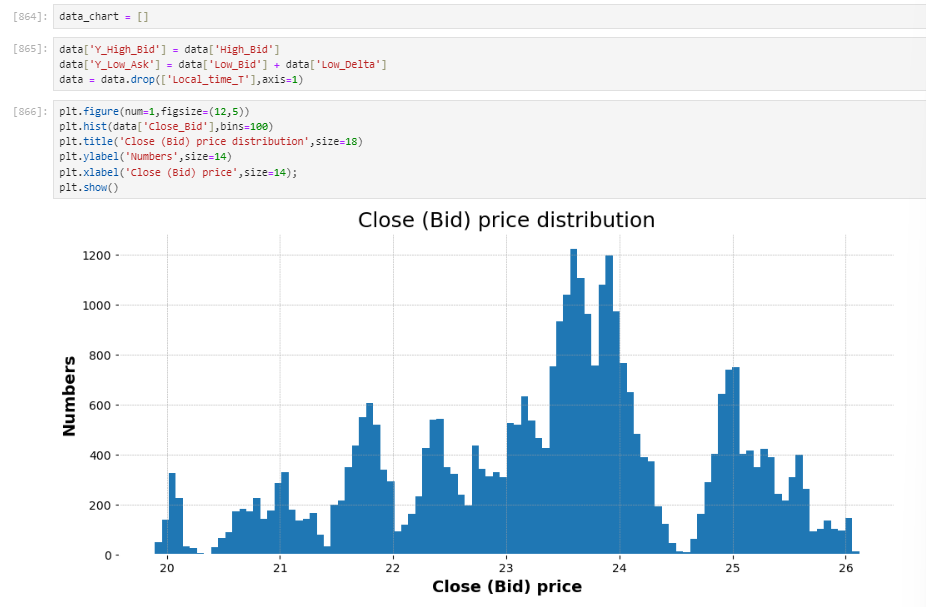 [864]: data_chart = []
[865]: data['Y_High_Bid'] = data['High_Bid']
data['Y_Low_Ask'] = data['Low_Bid'] + data['Low_Delta']
data = data.drop(['Local_time_T'],axis=1)
[866]: plt.figure(num=1,figsize=(12,5))
plt.hist(data['Close_Bid'],bins=100)
plt.title('Close (Bid) price distribution',size=18)
plt.ylabel('Numbers',size=14)
plt.xlabel('Close (Bid) price',size=14);
plt.show()
Close (Bid) price distribution
1200
1000
800
600
400
200
0
Numbers
20 21 22 23 24 25 26
Close (Bid) price